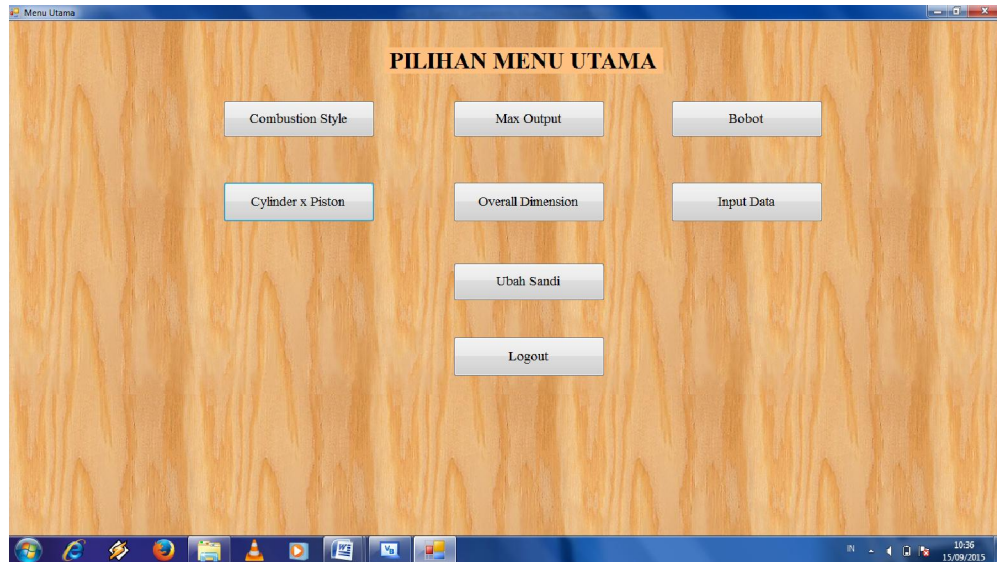 Menu Utama
PILIHAN MENU UTAMA
Combustion Style
Max Output
Bobot
Cylinder x Piston
Overall Dimension
Input Data
Ubah Sandi
Logout
IN
10:36
15/09/2015